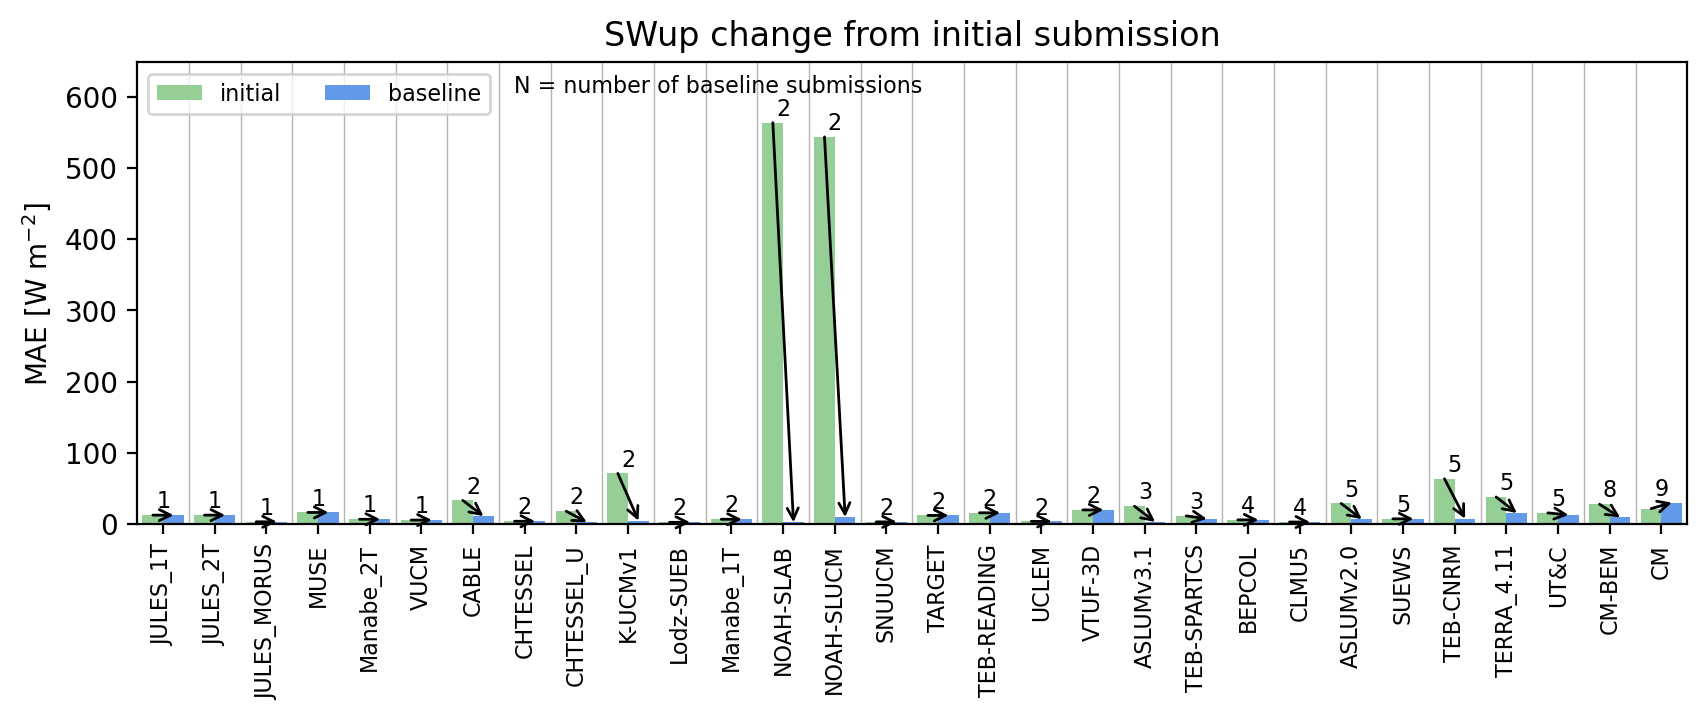 SWup change from initial submission
initial
baseline
N = number of baseline submissions
MAE [W m⁻²]
600
500
400
300
200
100
0
1 1 1 1 1 1 2 2 2 2 2 2 2 2 2 2 2 2 2 3 3 4 4 5 5 5 5 5 8 9
JULES_1T
JULES_2T
JULES_MORUS
MUSE
Manabe_2T
VUCM
CABLE
CHTESSEL
CHTESSEL_U
K-UCMv1
Lodz-SUEB
Manabe_1T
NOAH-SLAB
NOAH-SLUCM
SNUUCM
TARGET
TEB-READING
UCLEM
VTUF-3D
ASLUMv3.1
TEB-SPARTCS
BEPCOL
CLMU5
ASLUMv2.0
SUEWS
TEB-CNRM
TERRA_4.11
UT&C
CM-BEM
CM